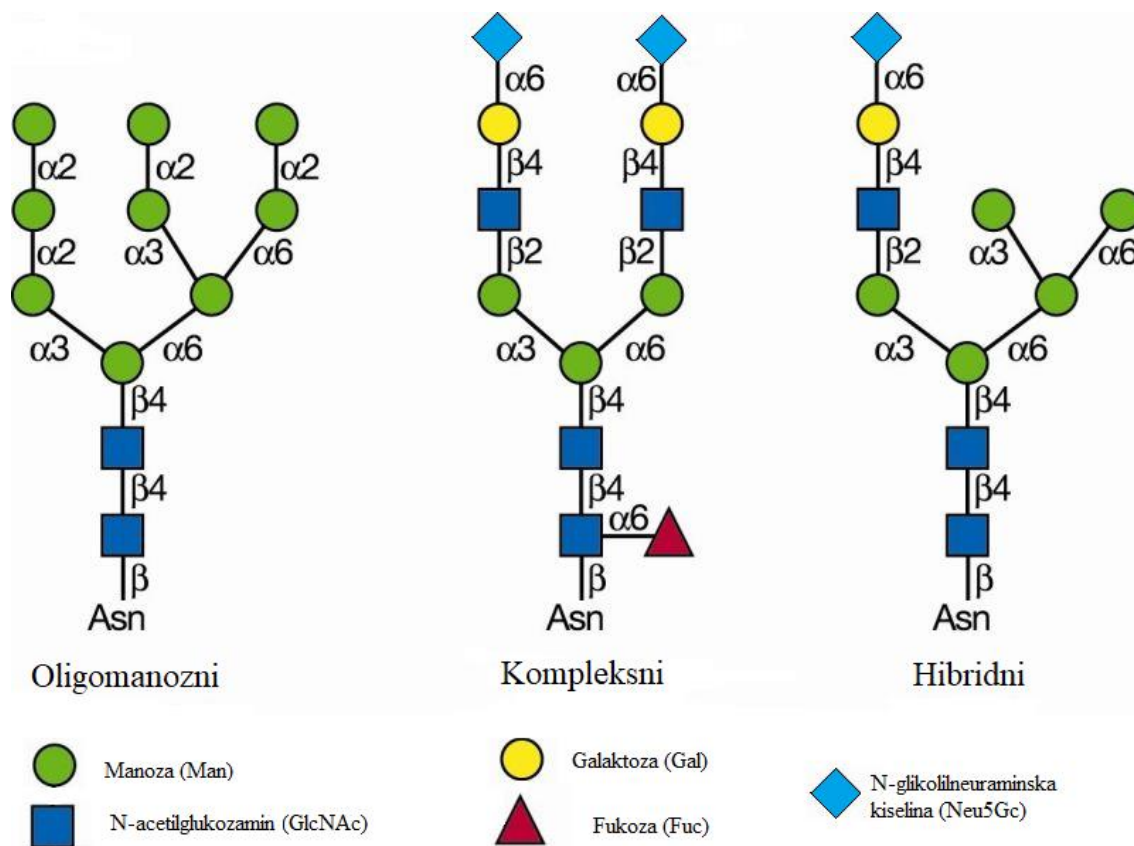 α6 α6 α6
α2 α2 α2 β4 β4 β4
α2 α3 α6 β2 β2 β2 α3 α6
α3 α6 α3 α6 α3 α6
β4 β4 β4
β4 β4 β4
α6
β β β
Asn Asn Asn
Oligomanozni Kompleksni Hibridni
Manoza (Man) Galaktoza (Gal) N-glikolilneuraminska
kiselina (Neu5Gc)
N-acetilglukozamin (GlcNAc) Fukoza (Fuc)